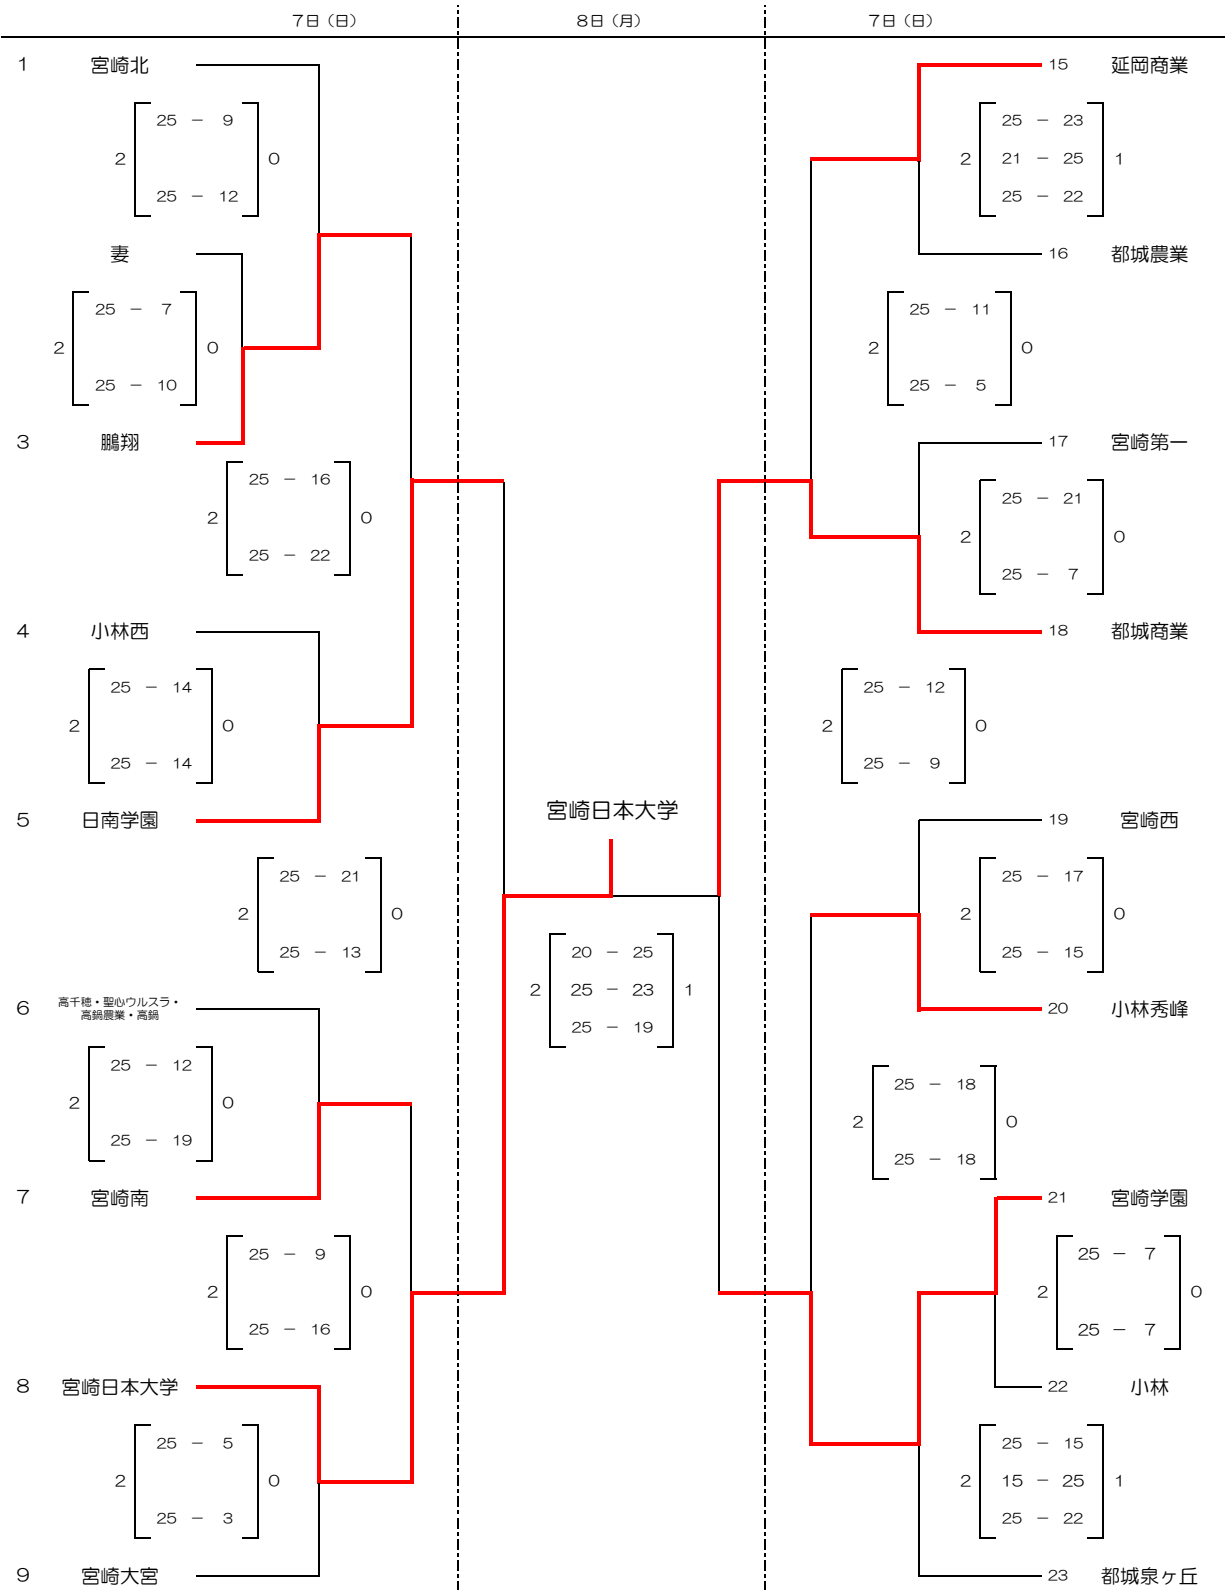 7日（日） 8日（月） 7日（日）
1 宮崎北
25 － 9
2 0
25 － 12
妻
25 － 7
2 0
25 － 10
3 鵬翔
25 － 16
2 0
25 － 22
4 小林西
25 － 14
2 0
25 － 14
5 日南学園
25 － 21
2 0
25 － 13
6 高千穂・聖心ウルスラ・
高鍋農業・高鍋
25 － 12
2 0
25 － 19
7 宮崎南
25 － 9
2 0
25 － 16
8 宮崎日本大学
25 － 5
2 0
25 － 3
9 宮崎大宮
宮崎日本大学
20 － 25
2 25 － 23 1
25 － 19
15 延岡商業
25 － 23
2 21 － 25 1
25 － 22
16 都城農業
25 － 11
2 0
25 － 5
17 宮崎第一
25 － 21
2 0
25 － 7
18 都城商業
25 － 12
2 0
25 － 9
19 宮崎西
25 － 17
2 0
25 － 15
20 小林秀峰
25 － 18
2 0
25 － 18
21 宮崎学園
25 － 7
2 0
25 － 7
22 小林
25 － 15
2 15 － 25 1
25 － 22
23 都城泉ヶ丘